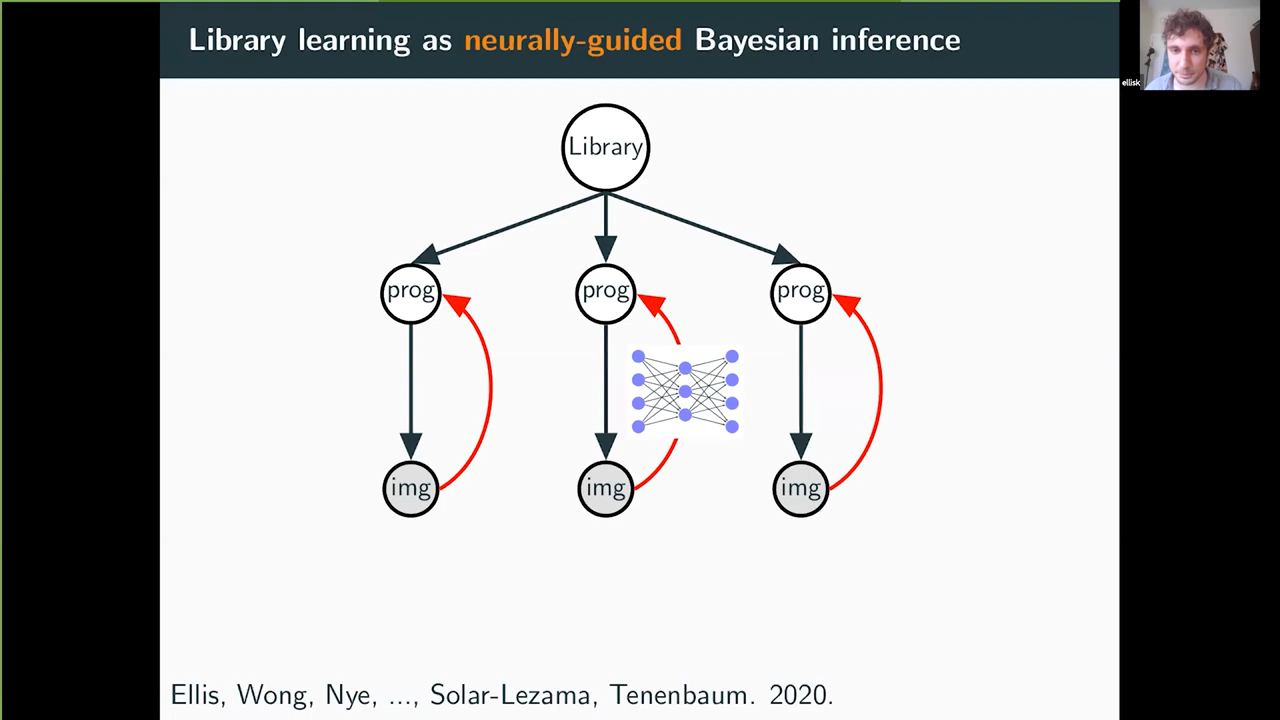 Library learning as neurally-guided Bayesian inference
ellisk
Library
prog prog prog
img img img
Ellis, Wong, Nye, ..., Solar-Lezama, Tenenbaum. 2020.